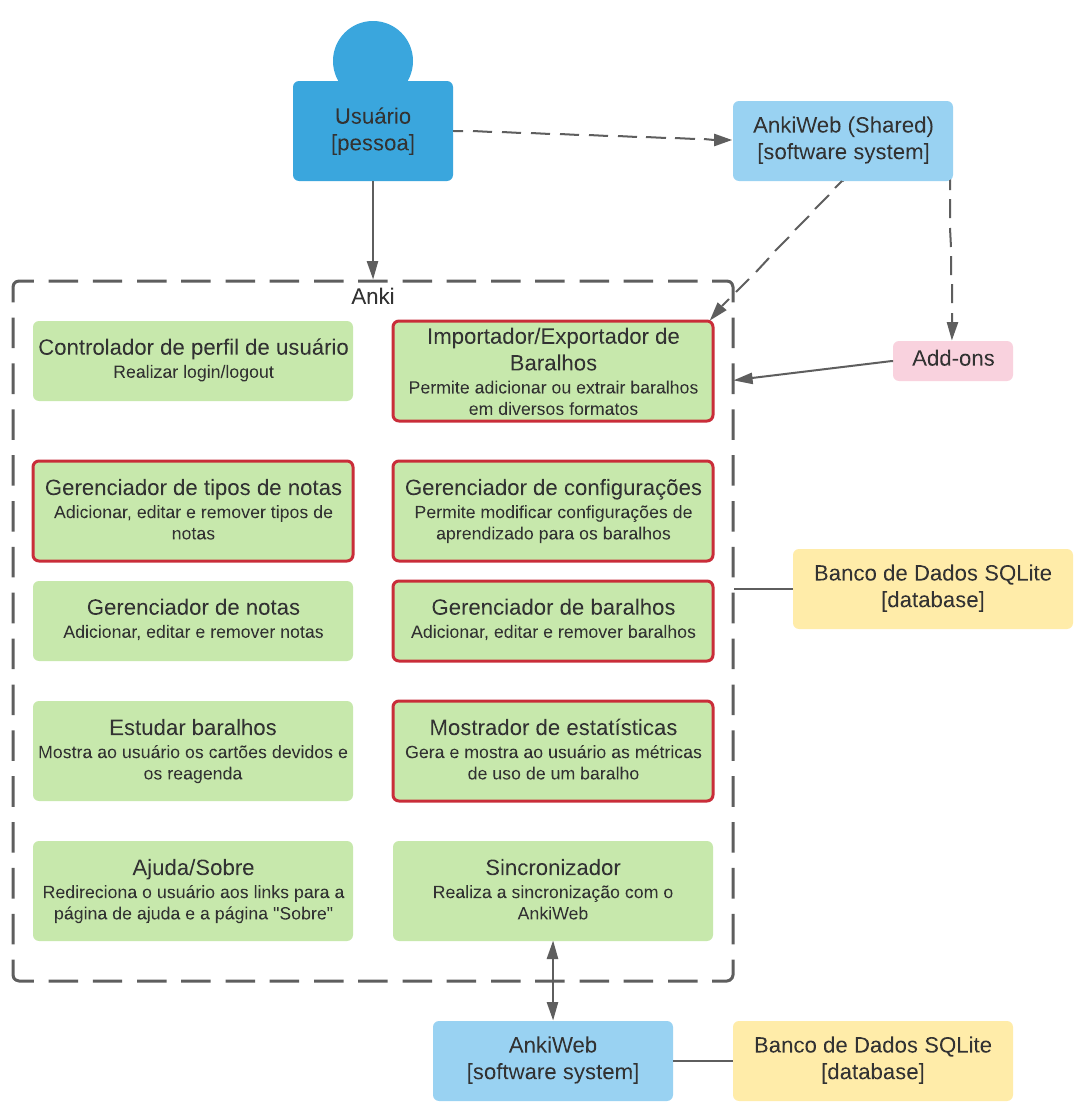 Usuário
[pessoa]
AnkiWeb (Shared)
[software system]
Anki
Controlador de perfil de usuário
Realizar login/logout
Importador/Exportador de
Baralhos
Permite adicionar ou extrair baralhos
em diversos formatos
Add-ons
Gerenciador de tipos de notas
Adicionar, editar e remover tipos de
notas
Gerenciador de configurações
Permite modificar configurações de
aprendizado para os baralhos
Banco de Dados SQLite
[database]
Gerenciador de notas
Adicionar, editar e remover notas
Gerenciador de baralhos
Adicionar, editar e remover baralhos
Estudar baralhos
Mostra ao usuário os cartões devidos e
os reagenda
Mostrador de estatísticas
Gera e mostra ao usuário as métricas
de uso de um baralho
Ajuda/Sobre
Redireciona o usuário aos links para a
página de ajuda e a página "Sobre"
Sincronizador
Realiza a sincronização com o
AnkiWeb
AnkiWeb
[software system]
Banco de Dados SQLite
[database]